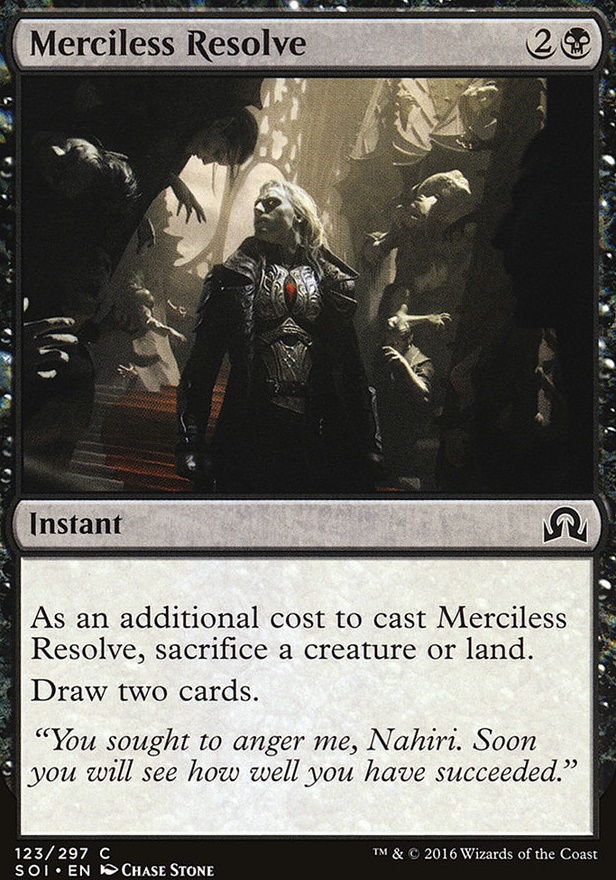 Merciless Resolve 2
Instant
As an additional cost to cast Merciless
Resolve, sacrifice a creature or land.
Draw two cards.
“You sought to anger me, Nahiri. Soon
you will see how well you have succeeded.”
123/297 C
SOI • EN Chase Stone
™ & © 2016 Wizards of the Coast